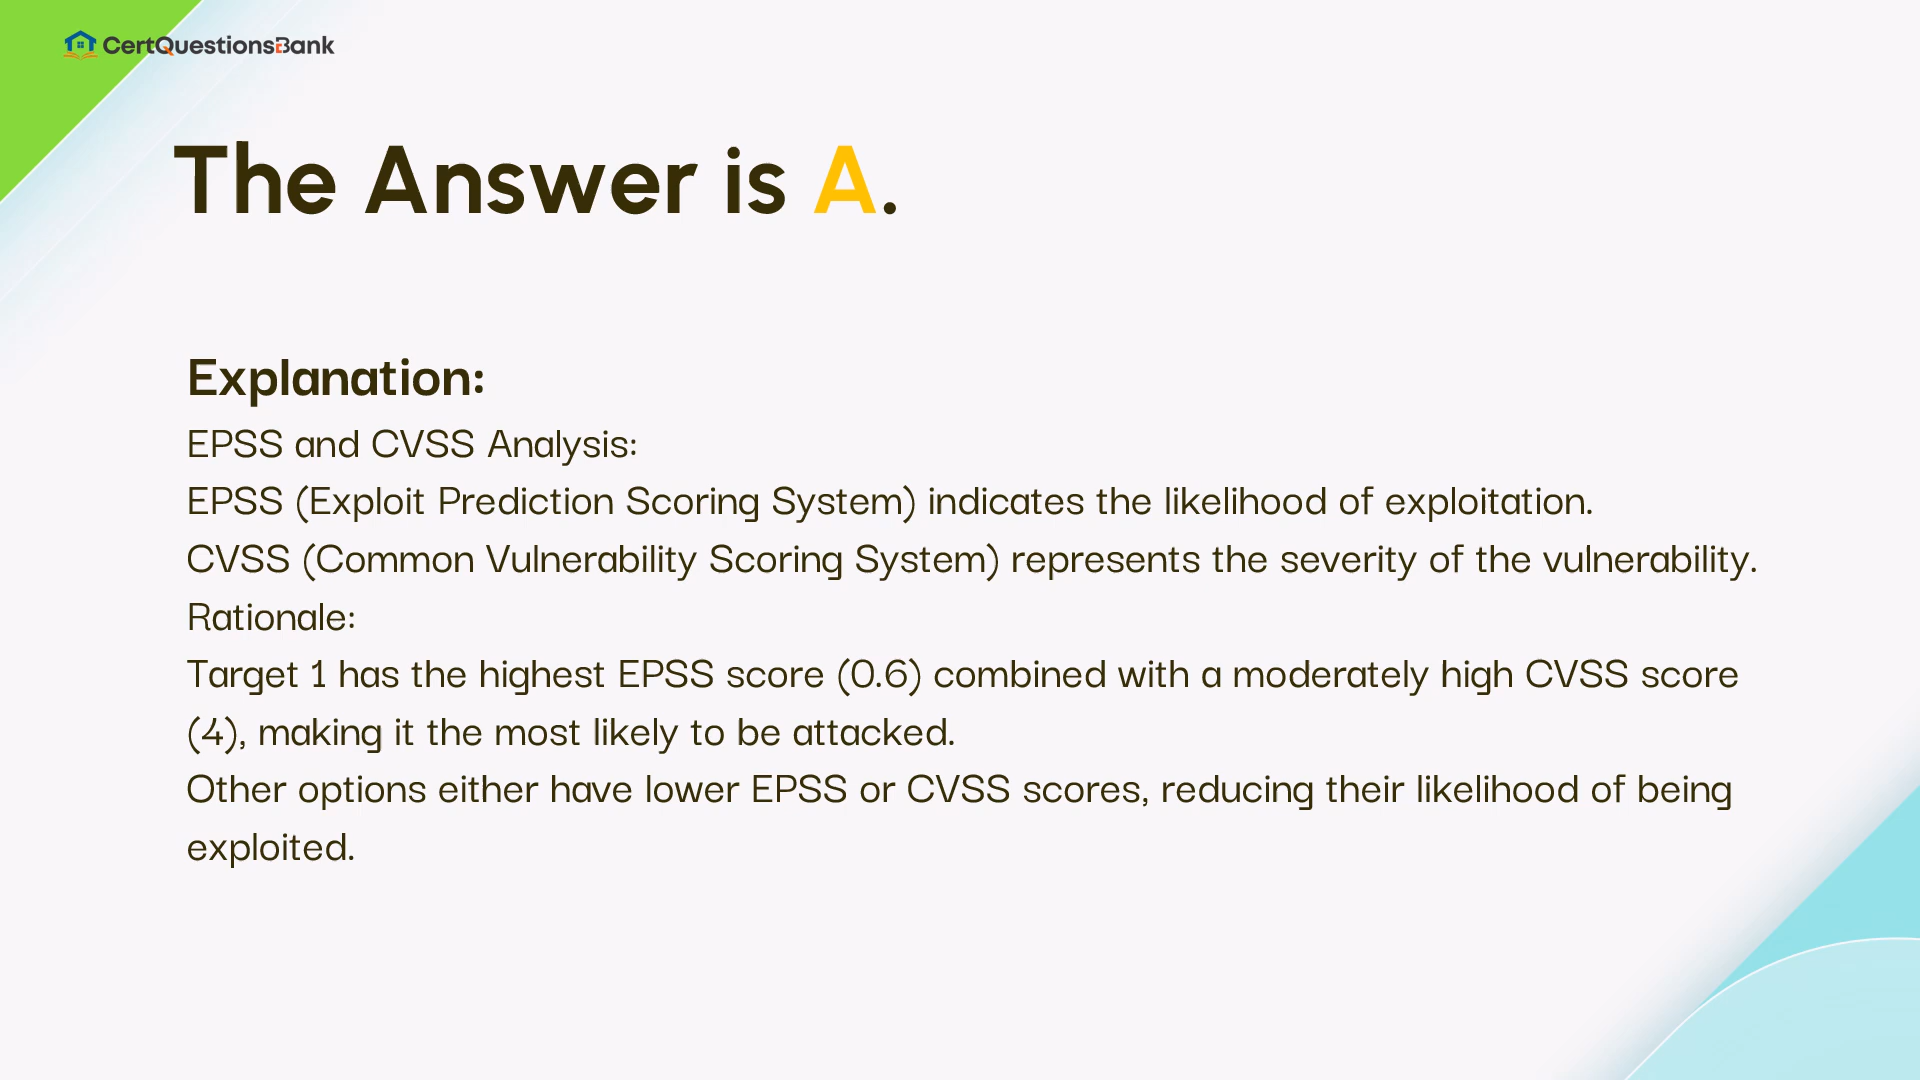 CertQuestionsBank
The Answer is A.
Explanation:
EPSS and CVSS Analysis:
EPSS (Exploit Prediction Scoring System) indicates the likelihood of exploitation.
CVSS (Common Vulnerability Scoring System) represents the severity of the vulnerability.
Rationale:
Target 1 has the highest EPSS score (0.6) combined with a moderately high CVSS score
(4), making it the most likely to be attacked.
Other options either have lower EPSS or CVSS scores, reducing their likelihood of being
exploited.